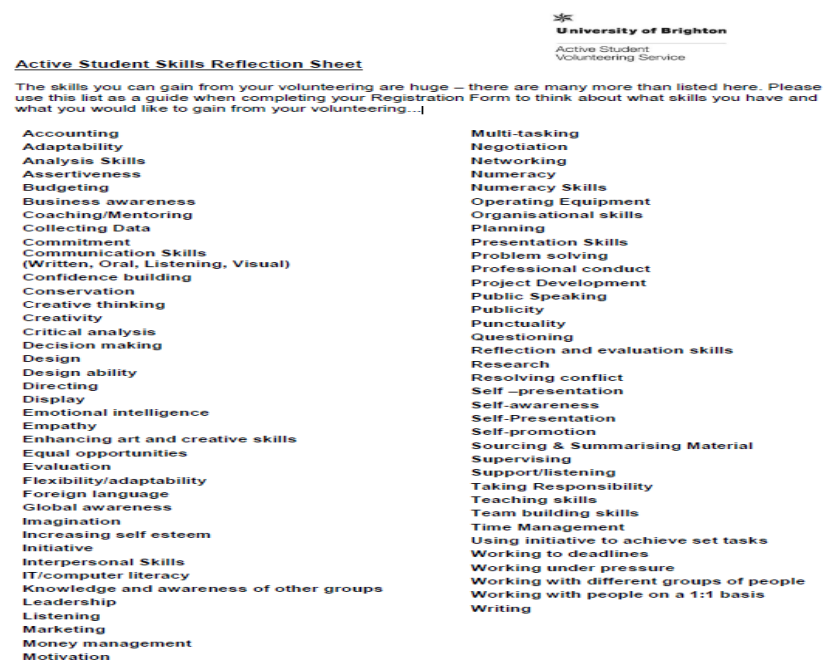 University of Brighton
Active Student
Volunteering Service
Active Student Skills Reflection Sheet
The skills you can gain from your volunteering are huge – there are many more than listed here. Please
use this list as a guide when completing your Registration Form to think about what skills you have and
what you would like to gain from your volunteering...
Accounting
Adaptability
Analysis Skills
Assertiveness
Budgeting
Business awareness
Coaching/Mentoring
Collecting Data
Commitment
Communication Skills
(Written, Oral, Listening, Visual)
Confidence building
Conservation
Creative thinking
Creativity
Critical analysis
Decision making
Design
Design ability
Directing
Display
Emotional intelligence
Empathy
Enhancing art and creative skills
Equal opportunities
Evaluation
Flexibility/adaptability
Foreign language
Global awareness
Imagination
Increasing self esteem
Initiative
Interpersonal Skills
IT/computer literacy
Knowledge and awareness of other groups
Leadership
Listening
Marketing
Money management
Motivation
Multi-tasking
Negotiation
Networking
Numeracy
Numeracy Skills
Operating Equipment
Organisational skills
Planning
Presentation Skills
Problem solving
Professional conduct
Project Development
Public Speaking
Publicity
Punctuality
Questioning
Reflection and evaluation skills
Research
Resolving conflict
Self –presentation
Self-awareness
Self-Presentation
Self-promotion
Sourcing & Summarising Material
Supervising
Support/listening
Taking Responsibility
Teaching skills
Team building skills
Time Management
Using initiative to achieve set tasks
Working to deadlines
Working under pressure
Working with different groups of people
Working with people on a 1:1 basis
Writing